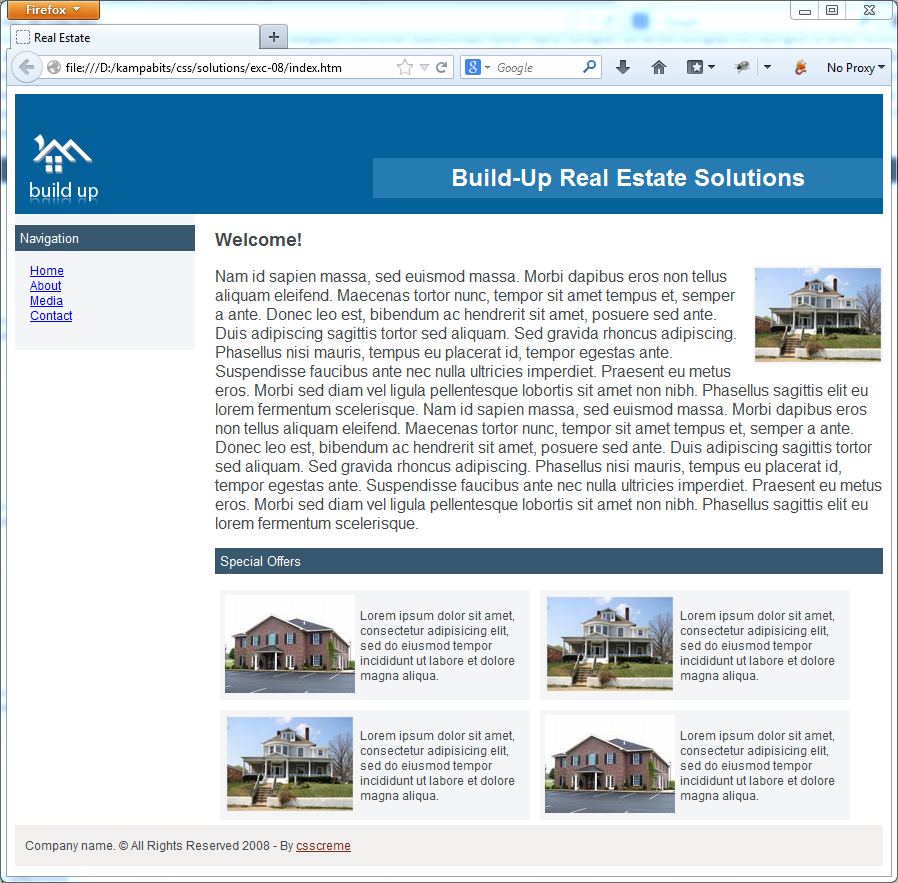 Firefox
Real Estate
file:///D:/kampabits/css/solutions/exc-08/index.htm
Google
No Proxy
build up
Build-Up Real Estate Solutions
Navigation
Home
About
Media
Contact
Welcome!
Nam id sapien massa, sed euismod massa. Morbi dapibus eros non tellus
aliquam eleifend. Maecenas tortor nunc, tempor sit amet tempus et, semper
a ante. Donec leo est, bibendum ac hendrerit sit amet, posuere sed ante.
Duis adipiscing sagittis tortor sed aliquam. Sed gravida rhoncus adipiscing.
Phasellus nisi mauris, tempus eu placerat id, tempor egestas ante.
Suspendisse faucibus ante nec nulla ultricies imperdiet. Praesent eu metus
eros. Morbi sed diam vel ligula pellentesque lobortis sit amet non nibh. Phasellus sagittis elit eu
lorem fermentum scelerisque. Nam id sapien massa, sed euismod massa. Morbi dapibus eros
non tellus aliquam eleifend. Maecenas tortor nunc, tempor sit amet tempus et, semper a ante.
Donec leo est, bibendum ac hendrerit sit amet, posuere sed ante. Duis adipiscing sagittis tortor
sed aliquam. Sed gravida rhoncus adipiscing. Phasellus nisi mauris, tempus eu placerat id,
tempor egestas ante. Suspendisse faucibus ante nec nulla ultricies imperdiet. Praesent eu metus
eros. Morbi sed diam vel ligula pellentesque lobortis sit amet non nibh. Phasellus sagittis elit eu
lorem fermentum scelerisque.
Special Offers
Lorem ipsum dolor sit amet,
consectetur adipisicing elit,
sed do eiusmod tempor
incididunt ut labore et dolore
magna aliqua.
Lorem ipsum dolor sit amet,
consectetur adipisicing elit,
sed do eiusmod tempor
incididunt ut labore et dolore
magna aliqua.
Lorem ipsum dolor sit amet,
consectetur adipisicing elit,
sed do eiusmod tempor
incididunt ut labore et dolore
magna aliqua.
Lorem ipsum dolor sit amet,
consectetur adipisicing elit,
sed do eiusmod tempor
incididunt ut labore et dolore
magna aliqua.
Company name. © All Rights Reserved 2008 - By csscreme